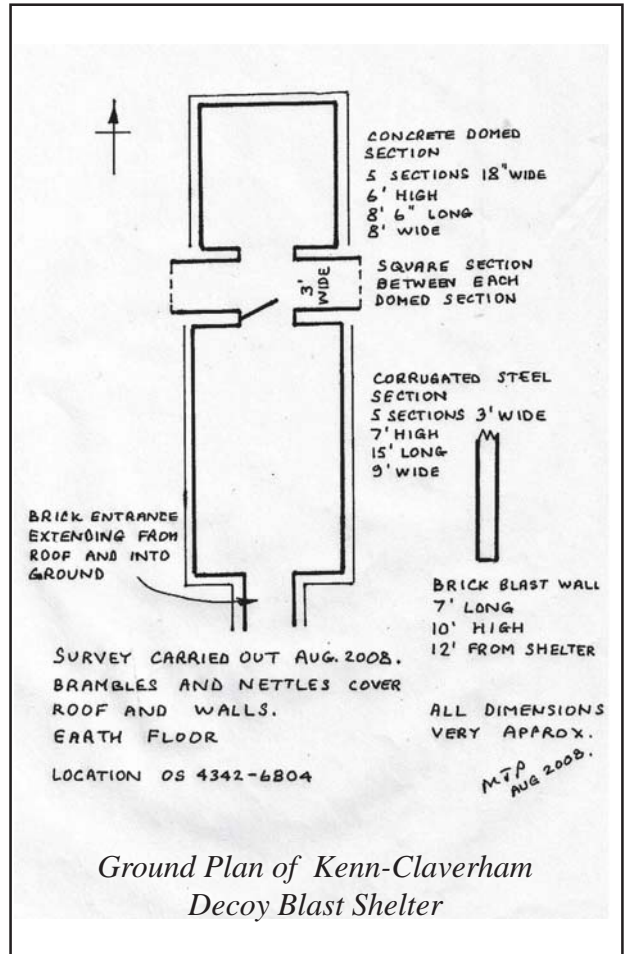 CONCRETE DOMED
SECTION
5 SECTIONS 18" WIDE
6' HIGH
8' 6" LONG
8' WIDE
3'
WIDE
SQUARE SECTION
BETWEEN EACH
DOMED SECTION
CORRUGATED STEEL
SECTION
5 SECTIONS 3' WIDE
7' HIGH
15' LONG
9' WIDE
BRICK ENTRANCE
EXTENDING FROM
ROOF AND INTO
GROUND
BRICK BLAST WALL
7' LONG
10' HIGH
12' FROM SHELTER
SURVEY CARRIED OUT AUG. 2008.
BRAMBLES AND NETTLES COVER
ROOF AND WALLS.
EARTH FLOOR
LOCATION OS 4342-6804
ALL DIMENSIONS
VERY APPROX.
MJP
AUG 2008.
Ground Plan of Kenn-Claverham
Decoy Blast Shelter